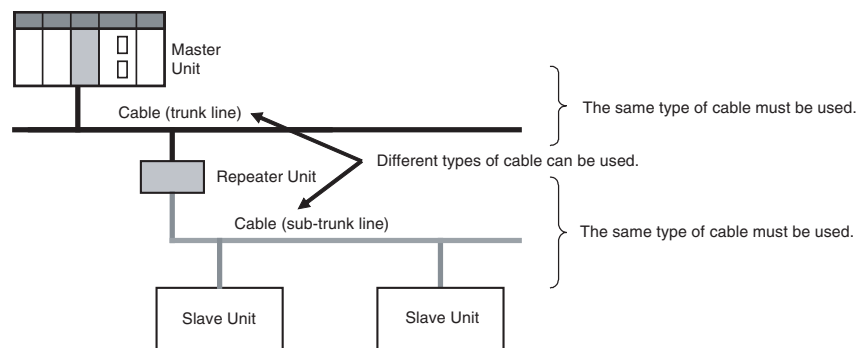 Master
Unit
Cable (trunk line)
The same type of cable must be used.
Different types of cable can be used.
Repeater Unit
Cable (sub-trunk line)
The same type of cable must be used.
Slave Unit
Slave Unit